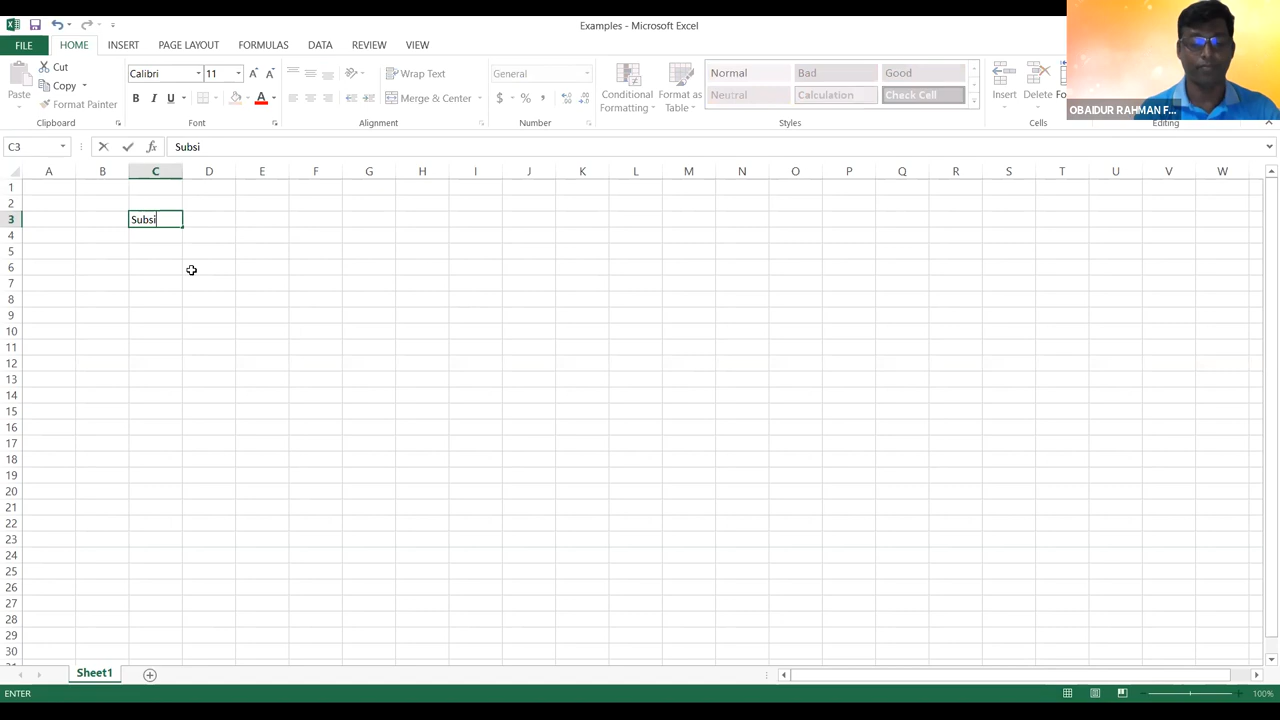 Examples - Microsoft Excel
FILE HOME INSERT PAGE LAYOUT FORMULAS DATA REVIEW VIEW
Paste
Cut
Copy
Format Painter
Clipboard
Calibri 11
B I U
Font
Wrap Text
Merge & Center
Alignment
General
$ % ,
Number
Conditional Formatting
Format as Table
Normal Bad Good
Neutral Calculation Check Cell
Styles
Insert Delete Fo
Cells
Editing
OBAIDUR RAHMAN F...
C3 fx Subsi
A B C D E F G H I J K L M N O P Q R S T U V W
1
2
3 Subsi
4
5
6
7
8
9
10
11
12
13
14
15
16
17
18
19
20
21
22
23
24
25
26
27
28
29
30
Sheet1
ENTER 100%